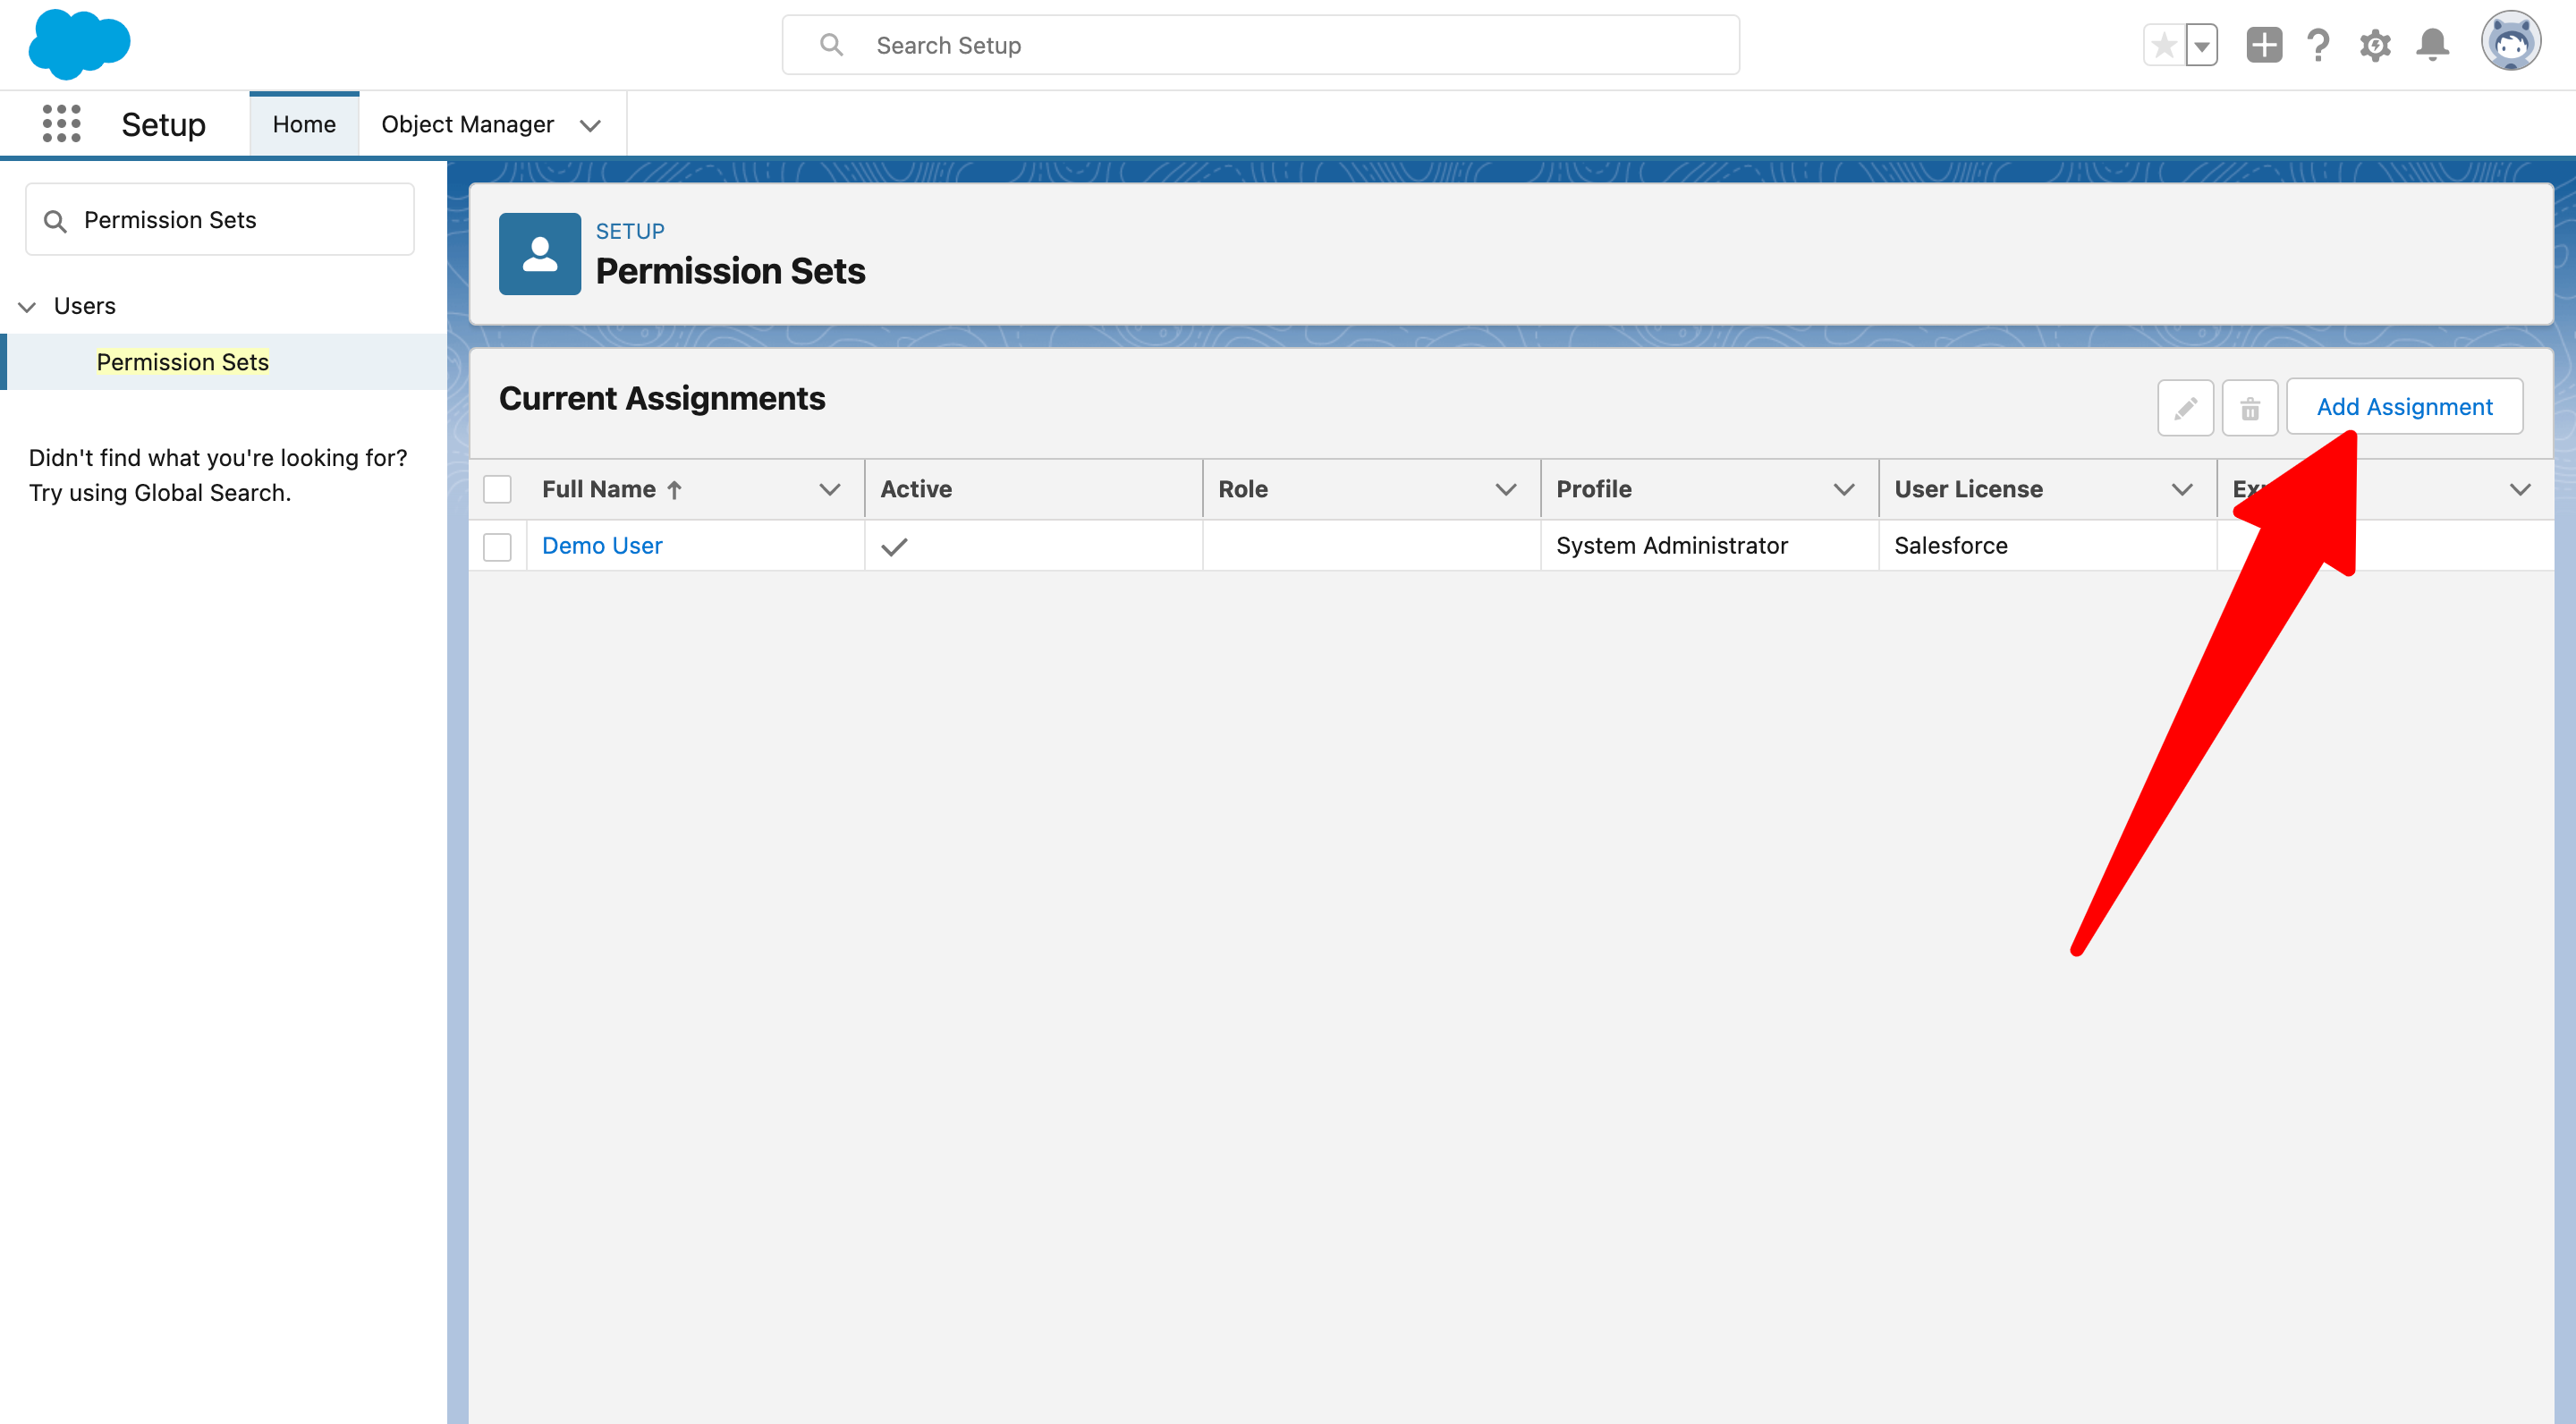 Search Setup
Setup
Home
Object Manager
Permission Sets
Users
Permission Sets
Didn't find what you're looking for?
Try using Global Search.
SETUP
Permission Sets
Current Assignments
Add Assignment
Full Name
Active
Role
Profile
User License
Demo User
System Administrator
Salesforce